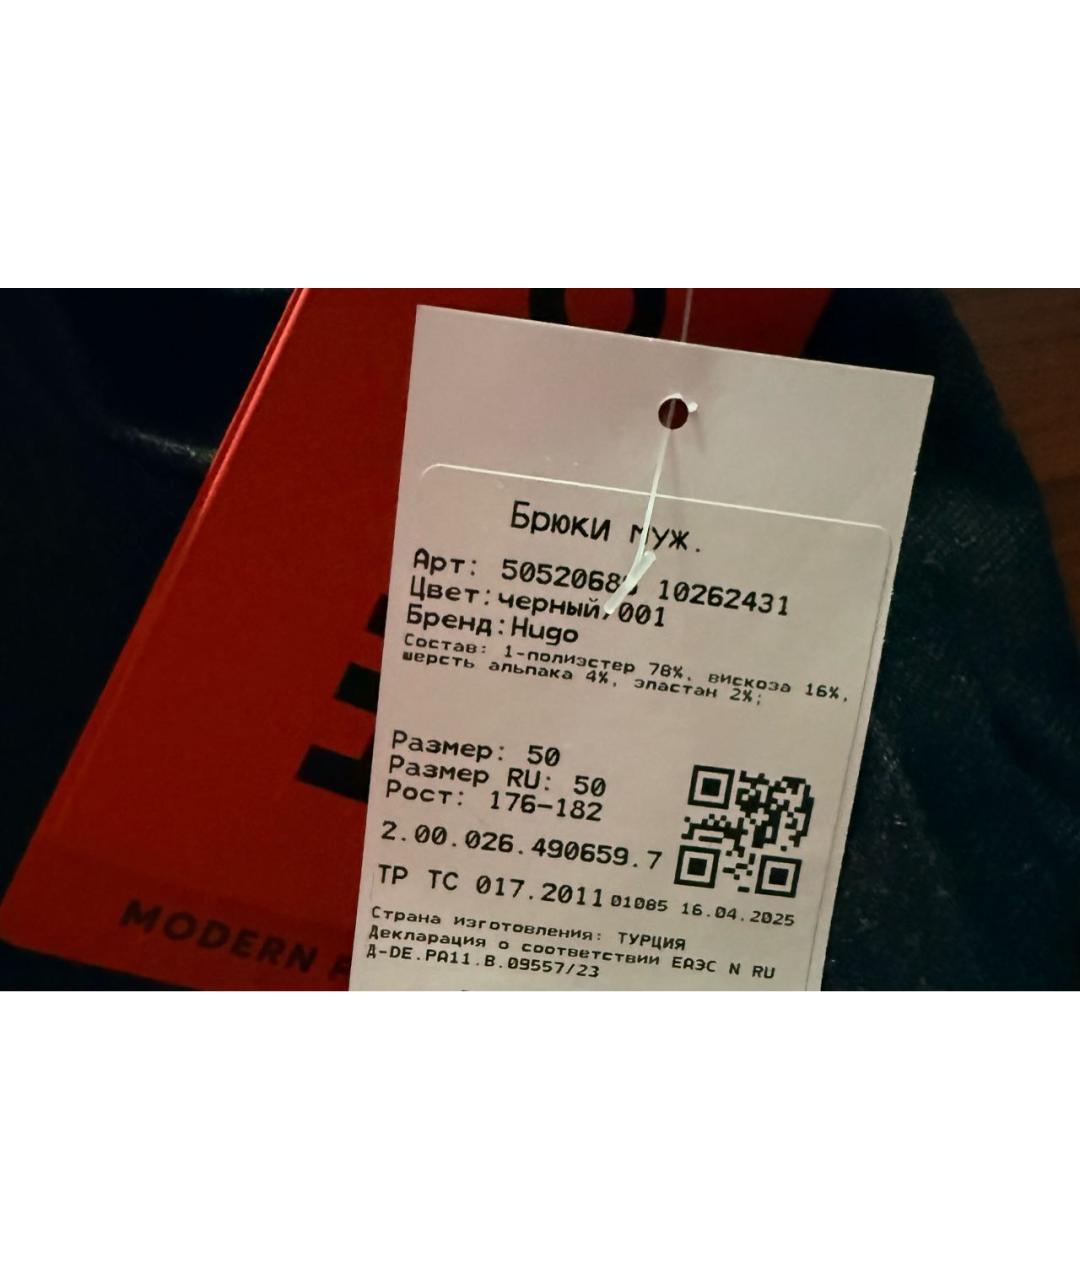 Брюки муж.
Арт: 5052068 10262431
Цвет:черный/001
Бренд:Hugo
Состав: 1-полиэстер 78%, вискоза 16%,
шерсть альпака 4%, эластан 2%;
Размер: 50
Размер RU: 50
Рост: 176-182
2.00.026.490659.7
ТР ТС 017.2011 01085 16.04.2025
Страна изготовления: ТУРЦИЯ
Декларация о соответствии ЕАЭС N RU
Д-DE.РА11.В.09557/23
MODERN